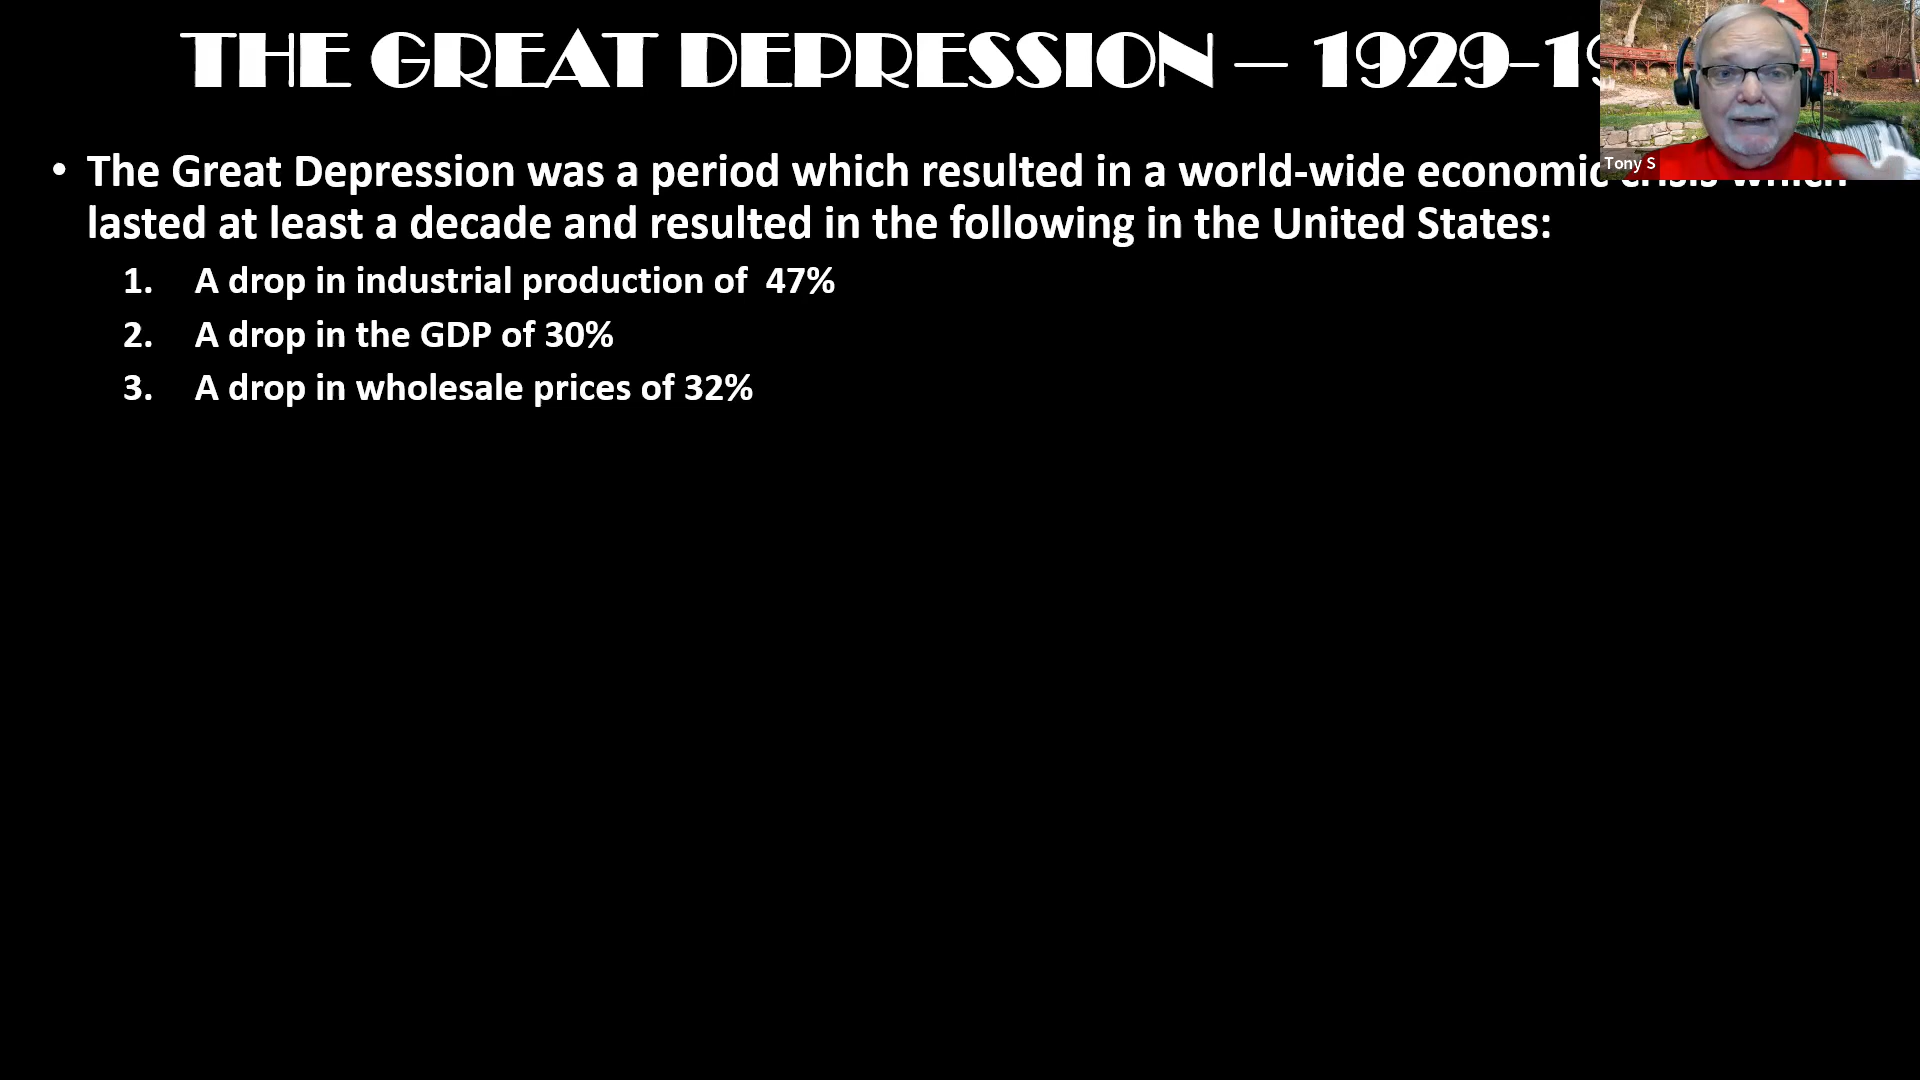 THE GREAT DEPRESSION – 1929-19
• The Great Depression was a period which resulted in a world-wide economic crisis which
lasted at least a decade and resulted in the following in the United States:
1. A drop in industrial production of 47%
2. A drop in the GDP of 30%
3. A drop in wholesale prices of 32%
Tony S